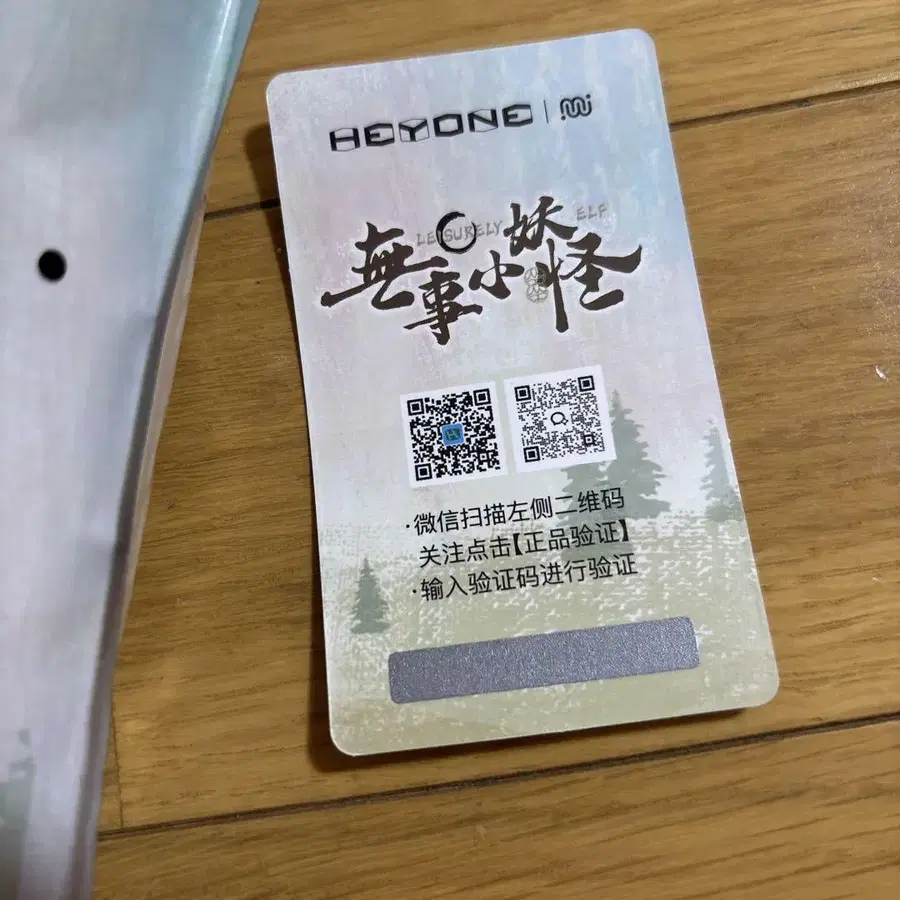 HEYONE
LEISURELY ELF
無事小妖怪
·微信扫描左侧二维码
关注点击【正品验证】
·输入验证码进行验证